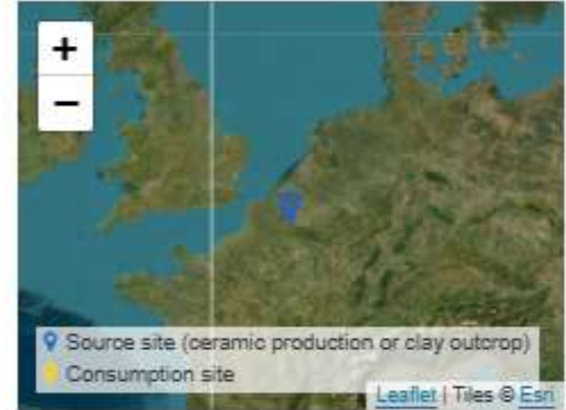 +
−
Source site (ceramic production or clay outcrop)
Consumption site
Leaflet | Tiles © Esri